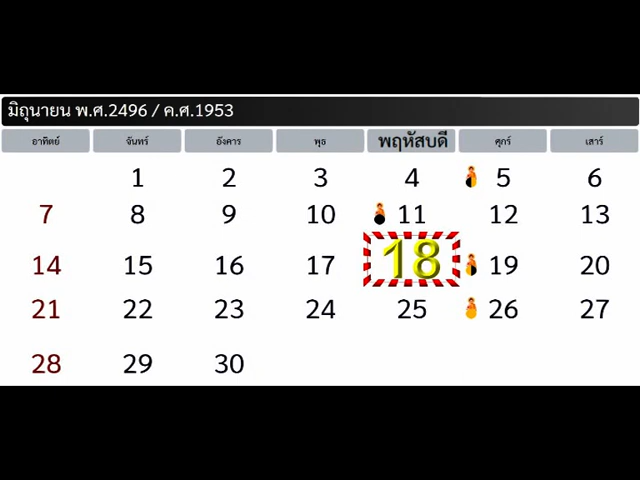 มิถุนายน พ.ศ.2496 / ค.ศ.1953
อาทิตย์ จันทร์ อังคาร พุธ พฤหัสบดี ศุกร์ เสาร์
1 2 3 4 5 6
7 8 9 10 11 12 13
14 15 16 17 18 19 20
21 22 23 24 25 26 27
28 29 30